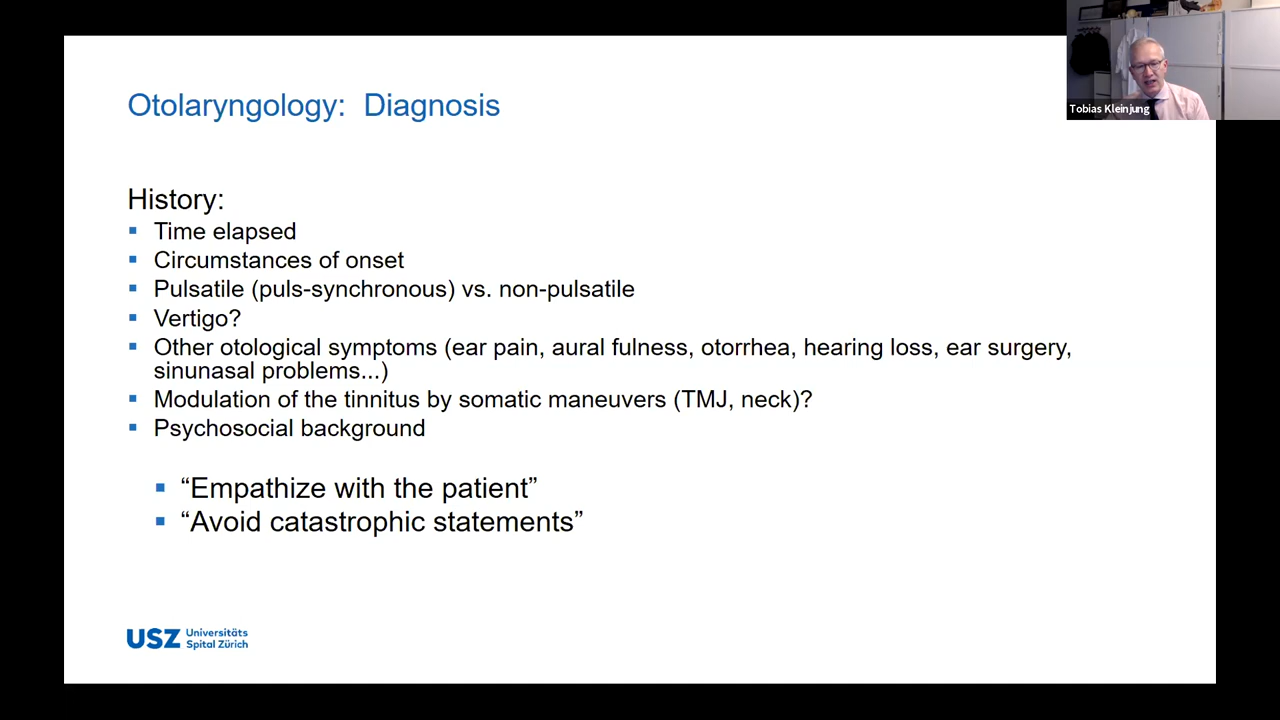 Otolaryngology: Diagnosis
Tobias Kleinjung
History:
▪ Time elapsed
▪ Circumstances of onset
▪ Pulsatile (puls-synchronous) vs. non-pulsatile
▪ Vertigo?
▪ Other otological symptoms (ear pain, aural fulness, otorrhea, hearing loss, ear surgery,
sinunasal problems...)
▪ Modulation of the tinnitus by somatic maneuvers (TMJ, neck)?
▪ Psychosocial background
▪ “Empathize with the patient”
▪ “Avoid catastrophic statements”
USZ Universitäts
Spital Zürich